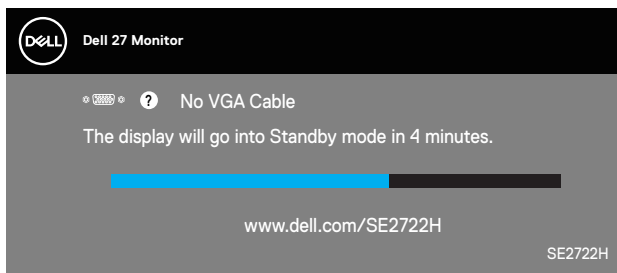 DELL Dell 27 Monitor
? No VGA Cable
The display will go into Standby mode in 4 minutes.
www.dell.com/SE2722H
SE2722H